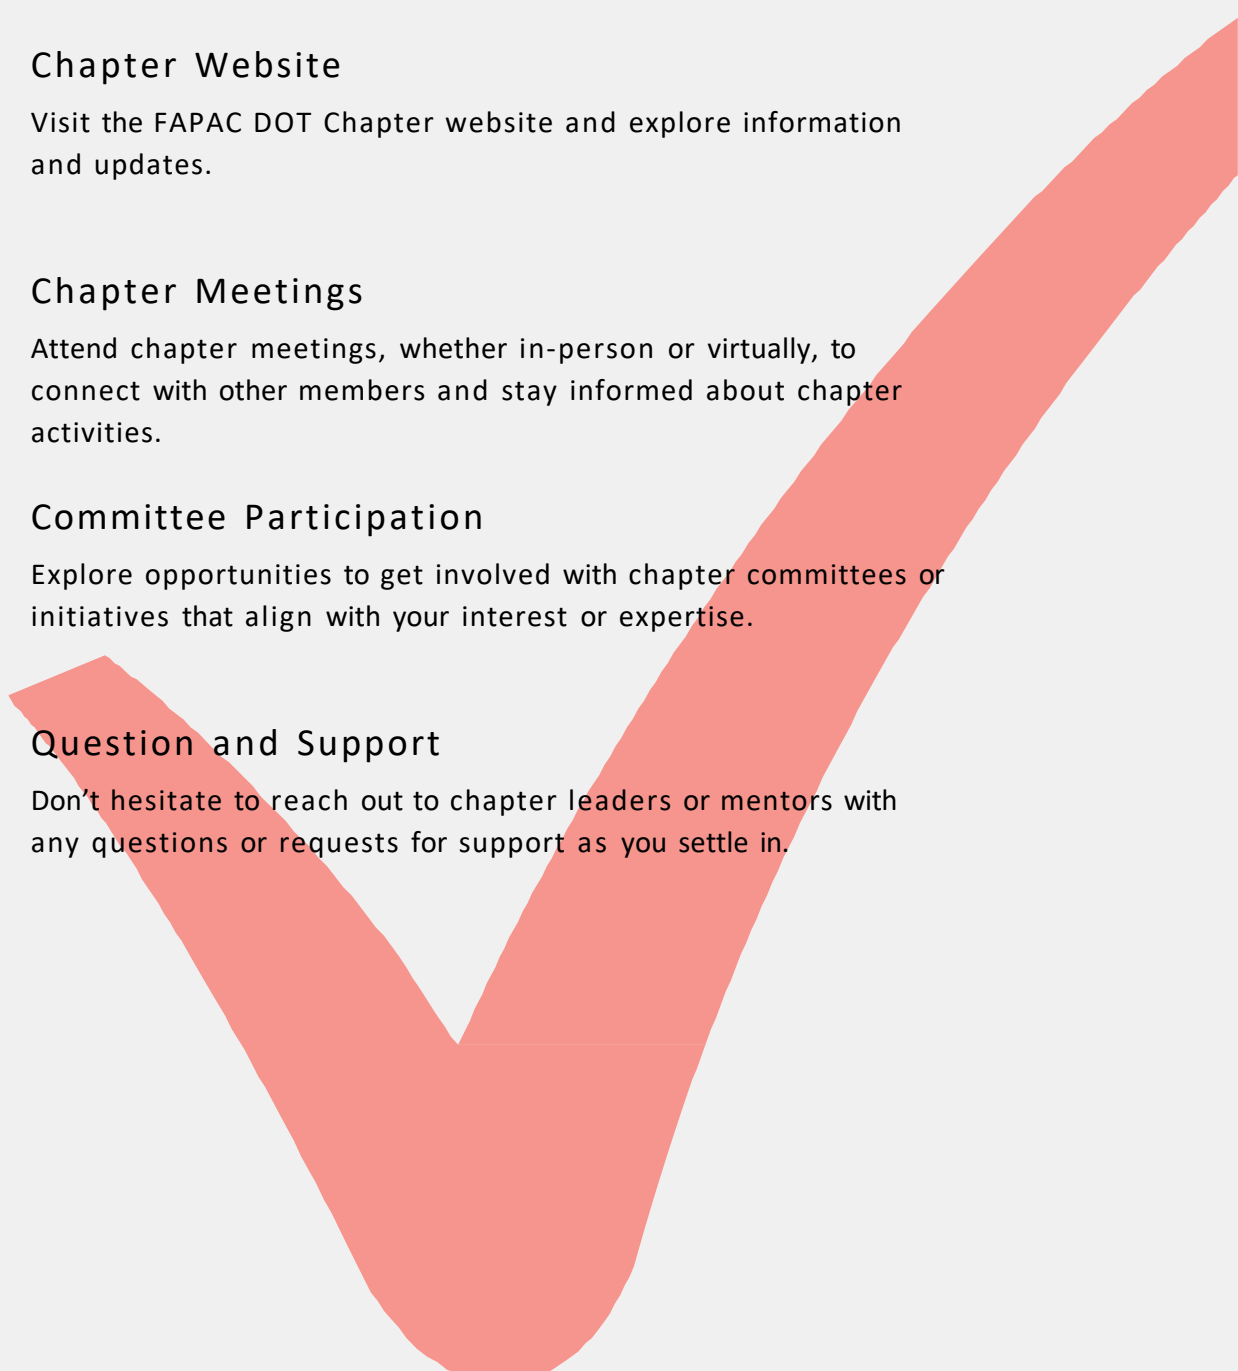 Chapter Website
Visit the FAPAC DOT Chapter website and explore information
and updates.
Chapter Meetings
Attend chapter meetings, whether in-person or virtually, to
connect with other members and stay informed about chapter
activities.
Committee Participation
Explore opportunities to get involved with chapter committees or
initiatives that align with your interest or expertise.
Question and Support
Don’t hesitate to reach out to chapter leaders or mentors with
any questions or requests for support as you settle in.